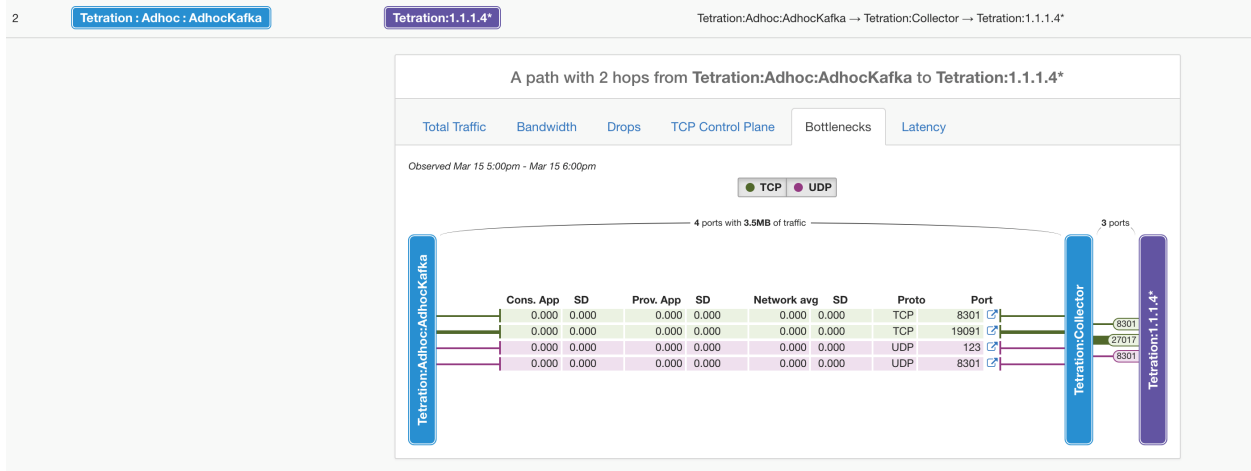 2 Tetration : Adhoc : AdhocKafka Tetration:1.1.1.4* Tetration:Adhoc:AdhocKafka → Tetration:Collector → Tetration:1.1.1.4*
A path with 2 hops from Tetration:Adhoc:AdhocKafka to Tetration:1.1.1.4*
Total Traffic Bandwidth Drops TCP Control Plane Bottlenecks Latency
Observed Mar 15 5:00pm - Mar 15 6:00pm
TCP UDP
4 ports with 3.5MB of traffic
3 ports
Tetration:Adhoc:AdhocKafka
Cons. App SD Prov. App SD Network avg SD Proto Port
0.000 0.000 0.000 0.000 0.000 0.000 TCP 8301
0.000 0.000 0.000 0.000 0.000 0.000 TCP 19091
0.000 0.000 0.000 0.000 0.000 0.000 UDP 123
0.000 0.000 0.000 0.000 0.000 0.000 UDP 8301
Tetration:Collector
8301
27017
8301
Tetration:1.1.1.4*